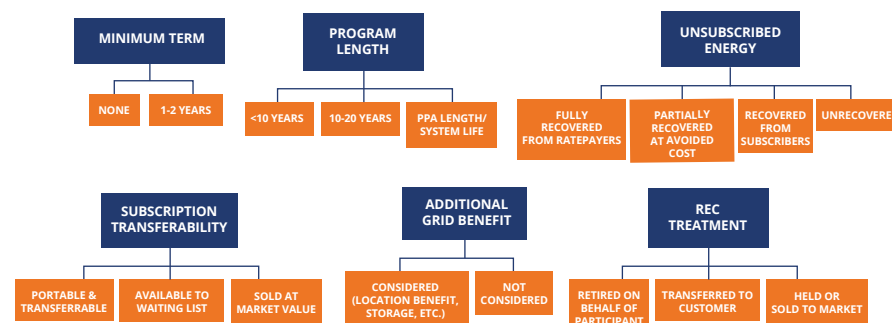 MINIMUM TERM
NONE
1-2 YEARS
PROGRAM
LENGTH
<10 YEARS
10-20 YEARS
PPA LENGTH/
SYSTEM LIFE
UNSUBSCRIBED
ENERGY
FULLY
RECOVERED
FROM RATEPAYERS
PARTIALLY
RECOVERED
AT AVOIDED
COST
RECOVERED
FROM
SUBSCRIBERS
UNRECOVERE
SUBSCRIPTION
TRANSFERABILITY
PORTABLE &
TRANSFERRABLE
AVAILABLE TO
WAITING LIST
SOLD AT
MARKET VALUE
ADDITIONAL
GRID BENEFIT
CONSIDERED
(LOCATION BENEFIT,
STORAGE, ETC.)
NOT
CONSIDERED
REC
TREATMENT
RETIRED ON
BEHALF OF
PARTICIPANT
TRANSFERRED TO
CUSTOMER
HELD OR
SOLD TO MARKET